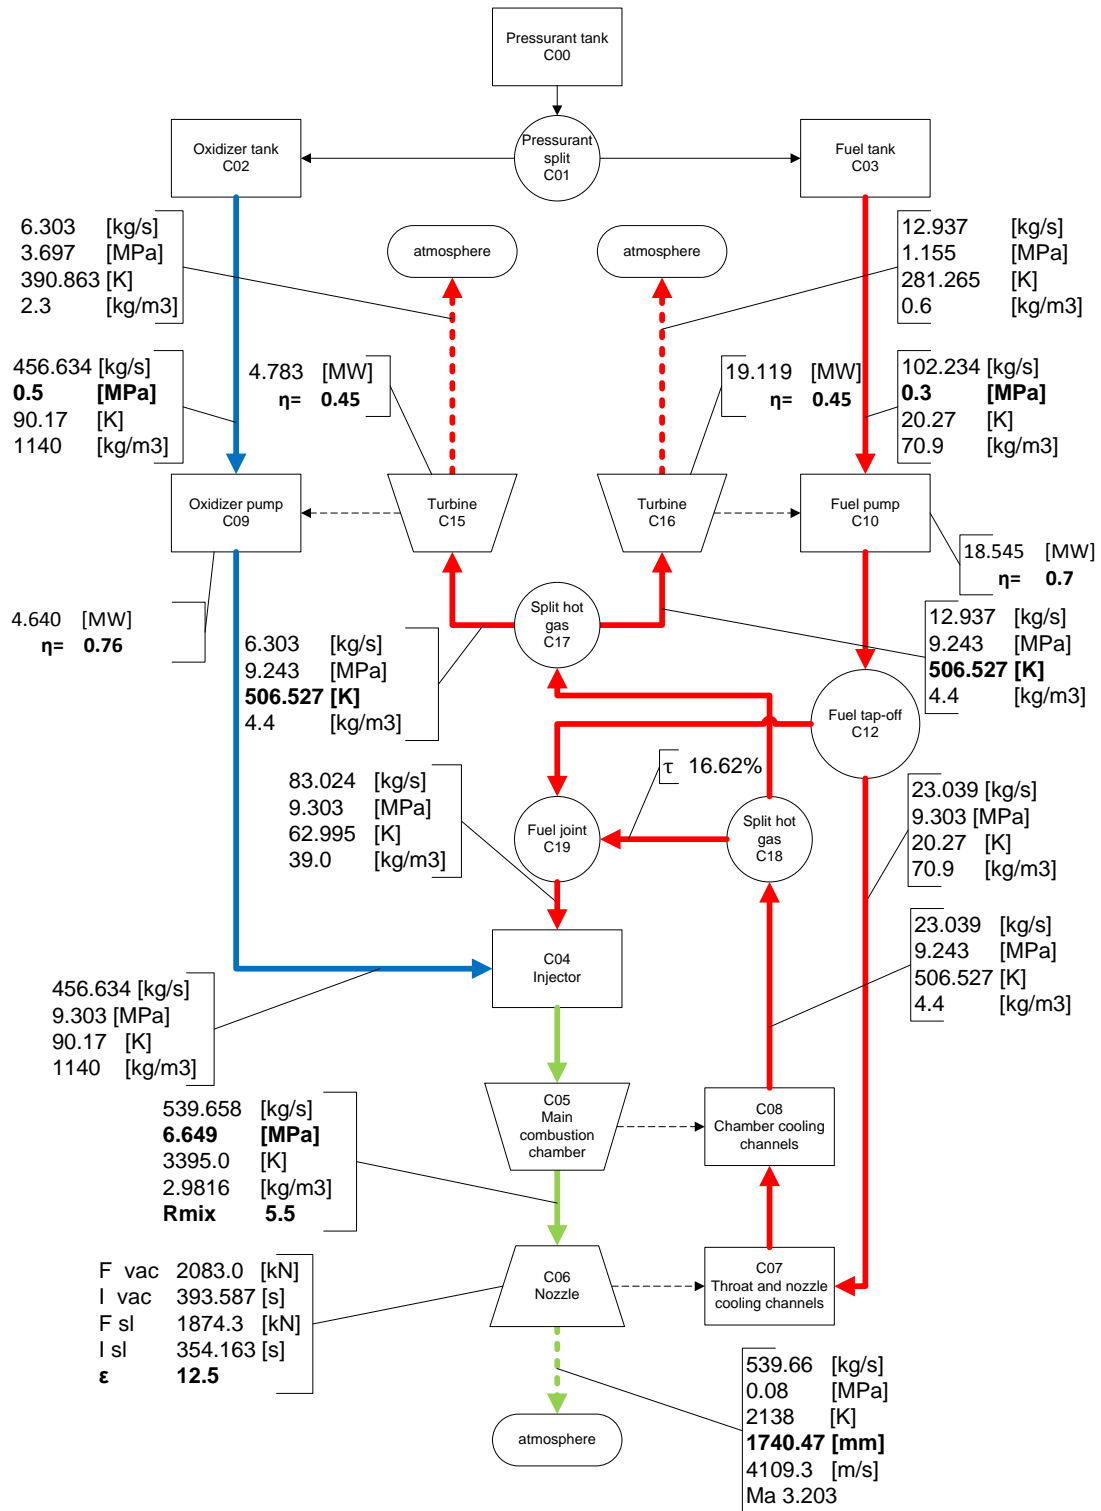 Pressurant tank
C00
Pressurant
split
C01
Oxidizer tank
C02
Fuel tank
C03
6.303 [kg/s]
3.697 [MPa]
390.863 [K]
2.3 [kg/m3]
atmosphere
atmosphere
12.937 [kg/s]
1.155 [MPa]
281.265 [K]
0.6 [kg/m3]
456.634 [kg/s]
0.5 [MPa]
90.17 [K]
1140 [kg/m3]
4.783 [MW]
η= 0.45
19.119 [MW]
η= 0.45
102.234 [kg/s]
0.3 [MPa]
20.27 [K]
70.9 [kg/m3]
Oxidizer pump
C09
Turbine
C15
Turbine
C16
Fuel pump
C10
18.545 [MW]
η= 0.7
4.640 [MW]
η= 0.76
6.303 [kg/s]
9.243 [MPa]
506.527 [K]
4.4 [kg/m3]
Split hot
gas
C17
12.937 [kg/s]
9.243 [MPa]
506.527 [K]
4.4 [kg/m3]
Fuel tap-off
C12
τ 16.62%
83.024 [kg/s]
9.303 [MPa]
62.995 [K]
39.0 [kg/m3]
Fuel joint
C19
Split hot
gas
C18
23.039 [kg/s]
9.303 [MPa]
20.27 [K]
70.9 [kg/m3]
23.039 [kg/s]
9.243 [MPa]
506.527 [K]
4.4 [kg/m3]
C04
Injector
456.634 [kg/s]
9.303 [MPa]
90.17 [K]
1140 [kg/m3]
C05
Main
combustion
chamber
C08
Chamber cooling
channels
539.658 [kg/s]
6.649 [MPa]
3395.0 [K]
2.9816 [kg/m3]
Rmix 5.5
C06
Nozzle
C07
Throat and nozzle
cooling channels
F vac 2083.0 [kN]
I vac 393.587 [s]
F sl 1874.3 [kN]
I sl 354.163 [s]
ε 12.5
539.66 [kg/s]
0.08 [MPa]
2138 [K]
1740.47 [mm]
4109.3 [m/s]
Ma 3.203
atmosphere